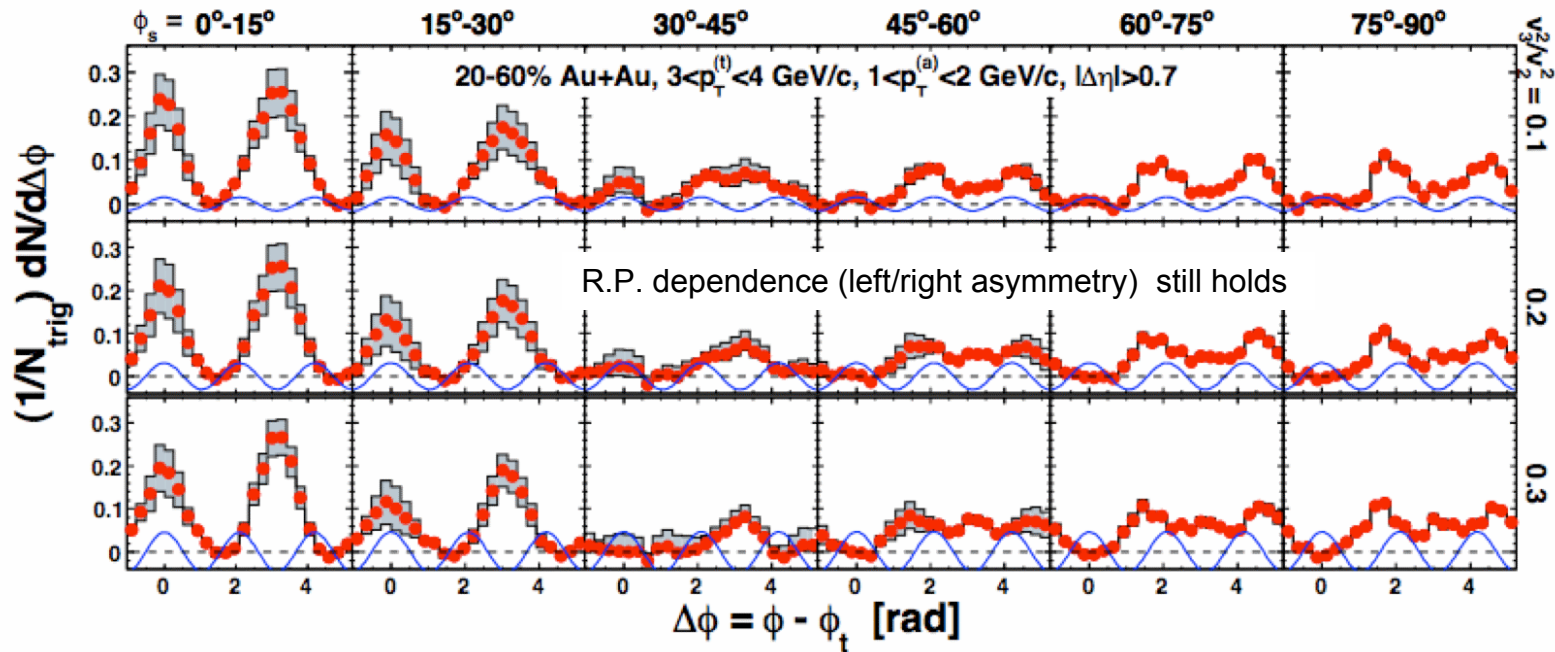 ϕs = 0°-15° 15°-30° 30°-45° 45°-60° 60°-75° 75°-90°
20-60% Au+Au, 3<pT(t)<4 GeV/c, 1<pT(a)<2 GeV/c, |Δη|>0.7
0.3
0.2
0.1
0
R.P. dependence (left/right asymmetry) still holds
0.3
0.2
0.1
0
0.3
0.2
0.1
0
0 2 4 0 2 4 0 2 4 0 2 4 0 2 4 0 2 4
Δϕ = ϕ - ϕt [rad]
(1/Ntrig) dN/dΔϕ
v3²/v2² = 0.1
0.2
0.3